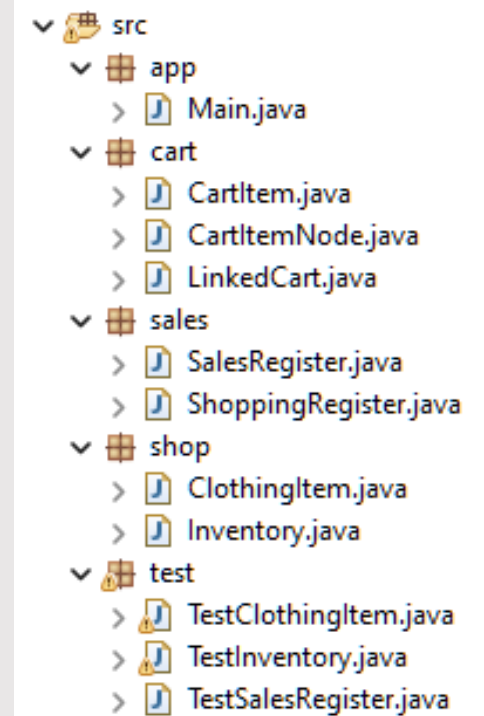 src
app
Main.java
cart
CartItem.java
CartItemNode.java
LinkedCart.java
sales
SalesRegister.java
ShoppingRegister.java
shop
ClothingItem.java
Inventory.java
test
TestClothingItem.java
TestInventory.java
TestSalesRegister.java